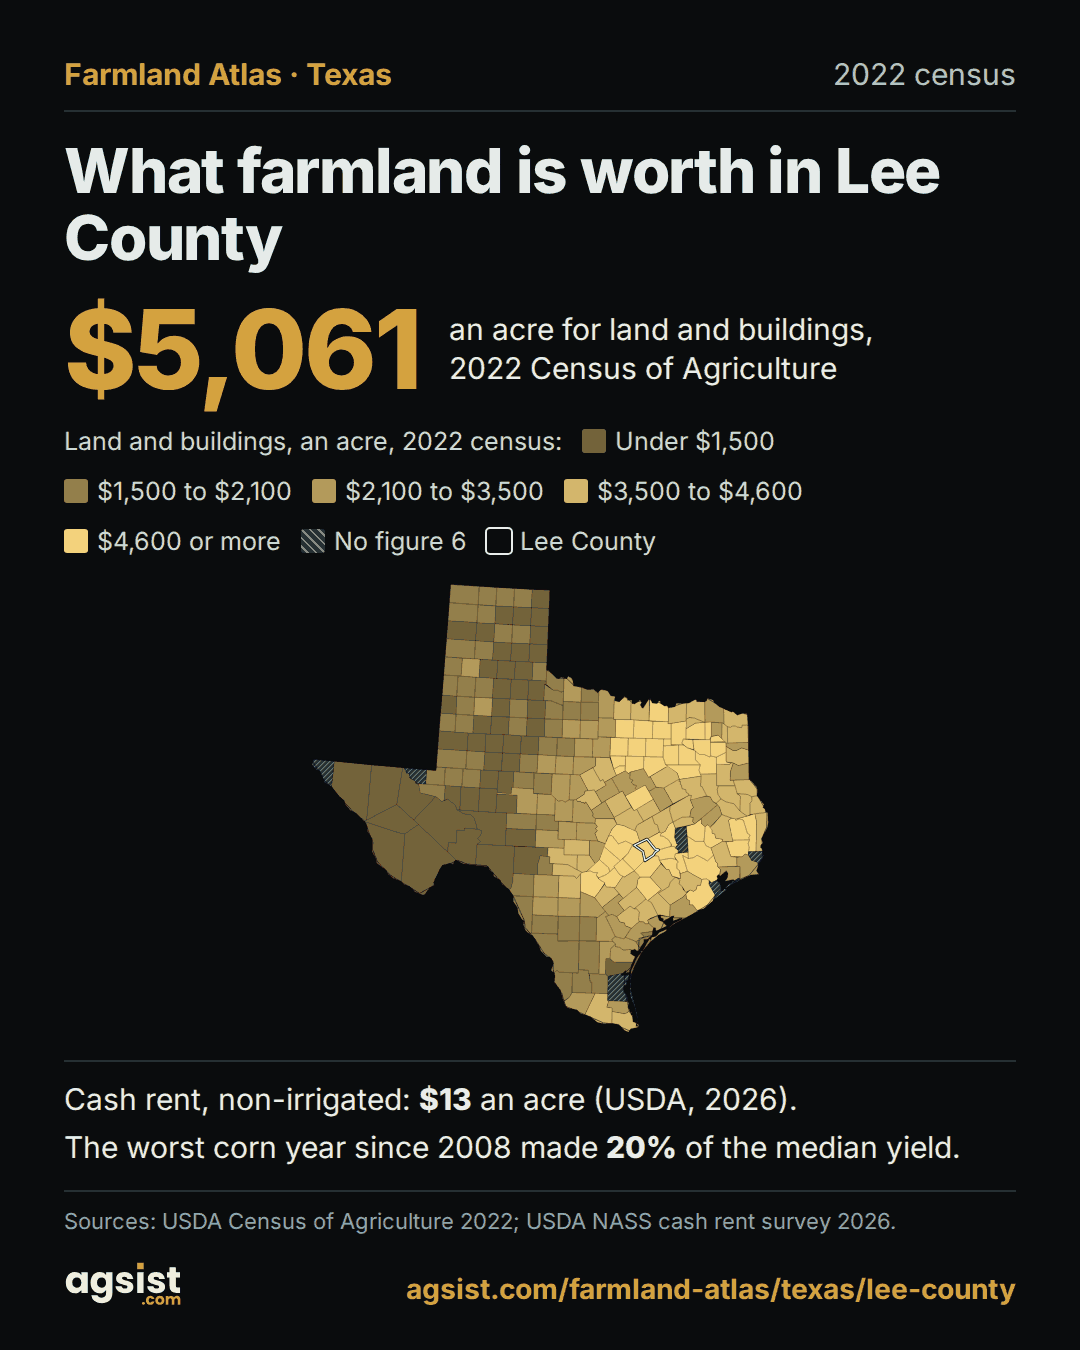 Farmland Atlas · Texas
2022 census
What farmland is worth in Lee
County
$5,061
an acre for land and buildings,
2022 Census of Agriculture
Land and buildings, an acre, 2022 census: Under $1,500
$1,500 to $2,100 $2,100 to $3,500 $3,500 to $4,600
$4,600 or more No figure 6 Lee County
Cash rent, non-irrigated: $13 an acre (USDA, 2026).
The worst corn year since 2008 made 20% of the median yield.
Sources: USDA Census of Agriculture 2022; USDA NASS cash rent survey 2026.
agsist
.com
agsist.com/farmland-atlas/texas/lee-county